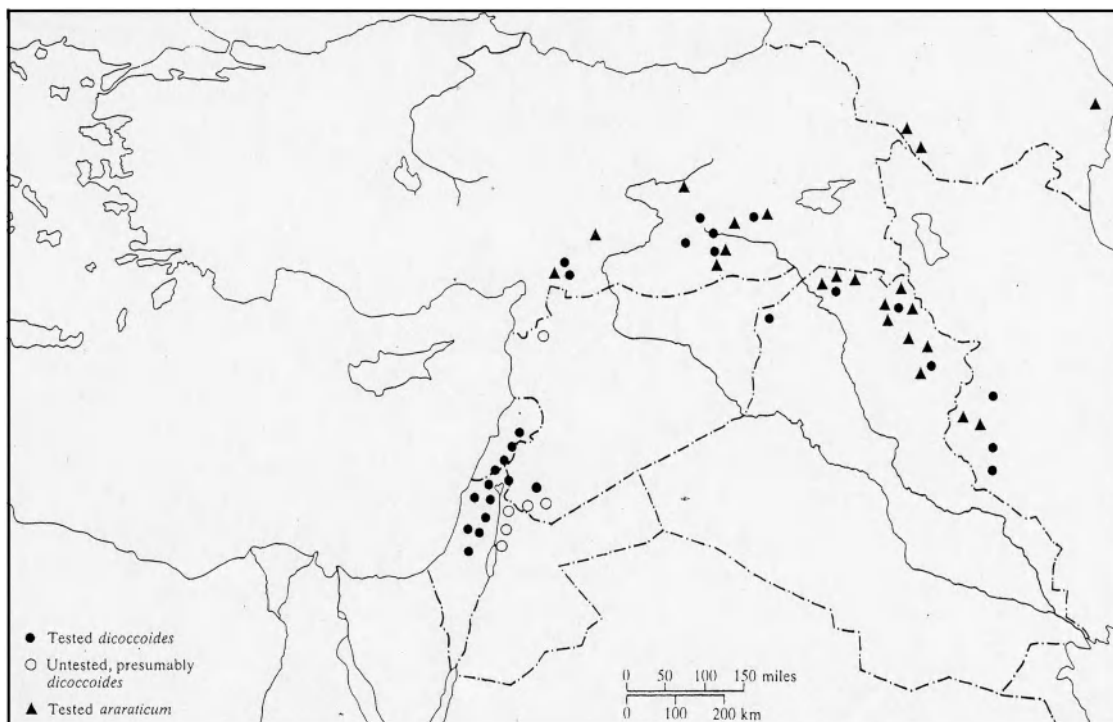 Tested dicoccoides
Untested, presumably
dicoccoides
Tested araraticum
0 50 100 150 miles
0 100 200 km